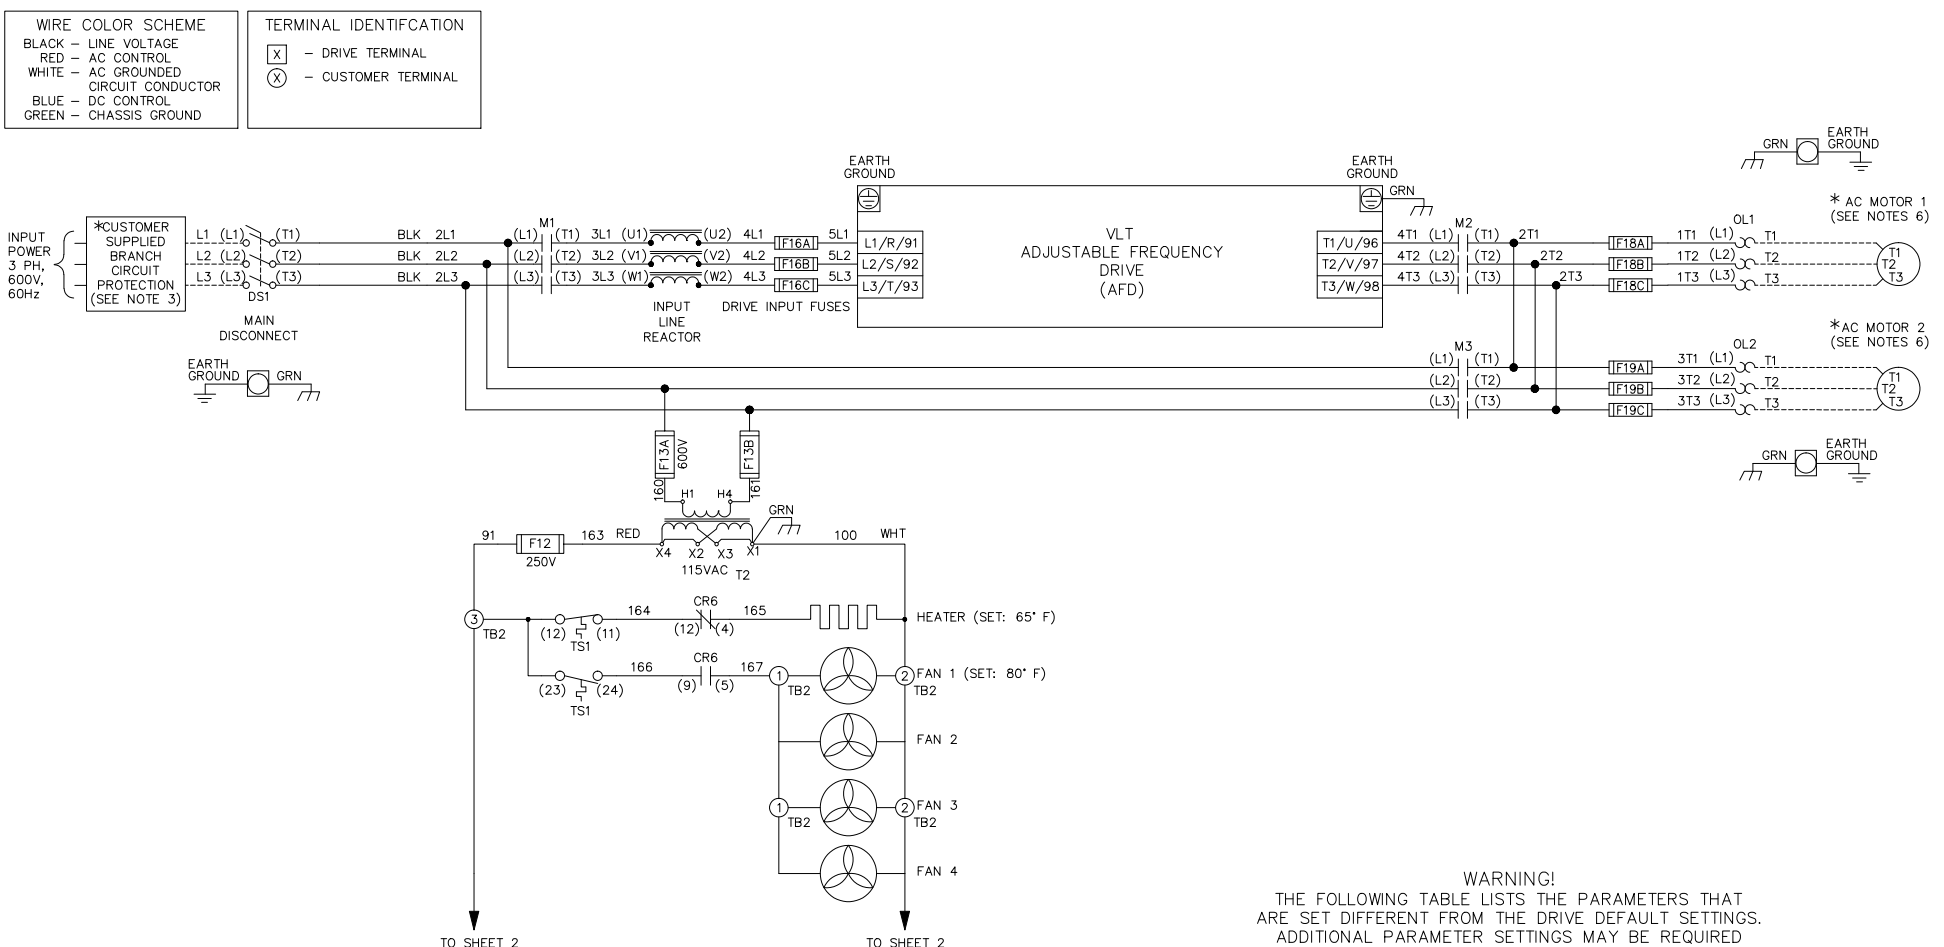 WIRE COLOR SCHEME
BLACK – LINE VOLTAGE
RED – AC CONTROL
WHITE – AC GROUNDED
CIRCUIT CONDUCTOR
BLUE – DC CONTROL
GREEN – CHASSIS GROUND
TERMINAL IDENTIFCATION
X – DRIVE TERMINAL
X – CUSTOMER TERMINAL
INPUT
POWER
3 PH,
600V,
60Hz
*CUSTOMER
SUPPLIED
BRANCH
CIRCUIT
PROTECTION
(SEE NOTE 3)
L1 (L1) (T1) BLK 2L1 (L1) M1 (T1) 3L1 (U1) (U2) 4L1 F16A 5L1 L1/R/91
L2 (L2) (T2) BLK 2L2 (L2) (T2) 3L2 (V1) (V2) 4L2 F16B 5L2 L2/S/92
L3 (L3) (T3) BLK 2L3 (L3) (T3) 3L3 (W1) (W2) 4L3 F16C 5L3 L3/T/93
DS1
MAIN
DISCONNECT
EARTH
GROUND GRN
INPUT
LINE
REACTOR
DRIVE INPUT FUSES
EARTH
GROUND
VLT
ADJUSTABLE FREQUENCY
DRIVE
(AFD)
EARTH
GROUND
GRN
T1/U/96 4T1 (L1) M2 (T1) 2T1 F18A 1T1 (L1) OL1 T1
T2/V/97 4T2 (L2) (T2) 2T2 F18B 1T2 (L2) T2
T3/W/98 4T3 (L3) (T3) 2T3 F18C 1T3 (L3) T3
GRN
EARTH
GROUND
* AC MOTOR 1
(SEE NOTES 6)
T1
T2
T3
*AC MOTOR 2
(SEE NOTES 6)
M3 OL2
(L1) (T1) F19A 3T1 (L1) T1
(L2) (T2) F19B 3T2 (L2) T2
(L3) (T3) F19C 3T3 (L3) T3
T1
T2
T3
GRN
EARTH
GROUND
F13A
600V
F13B
160
H1 H4
161
GRN
91 F12 163 RED
250V
X4 X2 X3 X1
100 WHT
115VAC T2
3
TB2
(12) (11)
TS1
164
CR6
(12) (4)
165
HEATER (SET: 65° F)
(23) (24)
TS1
166
CR6
(9) (5)
167
1
TB2
2
TB2
FAN 1 (SET: 80° F)
FAN 2
1
TB2
2
TB2
FAN 3
FAN 4
TO SHEET 2
TO SHEET 2
WARNING!
THE FOLLOWING TABLE LISTS THE PARAMETERS THAT
ARE SET DIFFERENT FROM THE DRIVE DEFAULT SETTINGS.
ADDITIONAL PARAMETER SETTINGS MAY BE REQUIRED